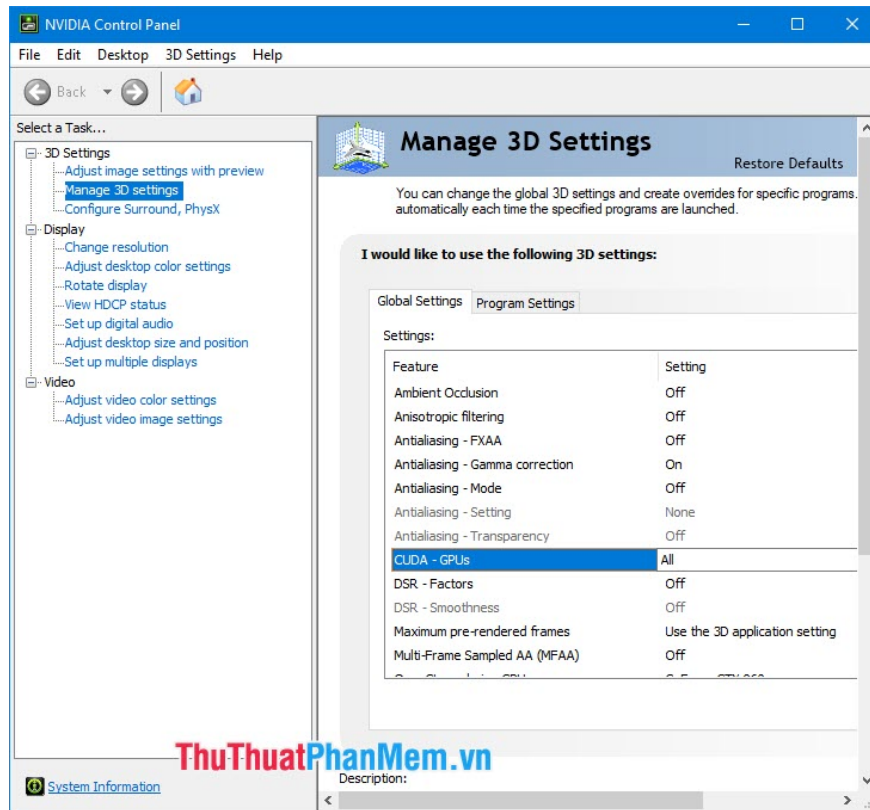 NVIDIA Control Panel
File Edit Desktop 3D Settings Help
Back
Select a Task...
3D Settings
Adjust image settings with preview
Manage 3D settings
Configure Surround, PhysX
Display
Change resolution
Adjust desktop color settings
Rotate display
View HDCP status
Set up digital audio
Adjust desktop size and position
Set up multiple displays
Video
Adjust video color settings
Adjust video image settings
System Information
Manage 3D Settings
Restore Defaults
You can change the global 3D settings and create overrides for specific programs.
automatically each time the specified programs are launched.
I would like to use the following 3D settings:
Global Settings Program Settings
Settings:
Feature Setting
Ambient Occlusion Off
Anisotropic filtering Off
Antialiasing - FXAA Off
Antialiasing - Gamma correction On
Antialiasing - Mode Off
Antialiasing - Setting None
Antialiasing - Transparency Off
CUDA - GPUs All
DSR - Factors Off
DSR - Smoothness Off
Maximum pre-rendered frames Use the 3D application setting
Multi-Frame Sampled AA (MFAA) Off
Description:
ThuThuatPhanMem.vn